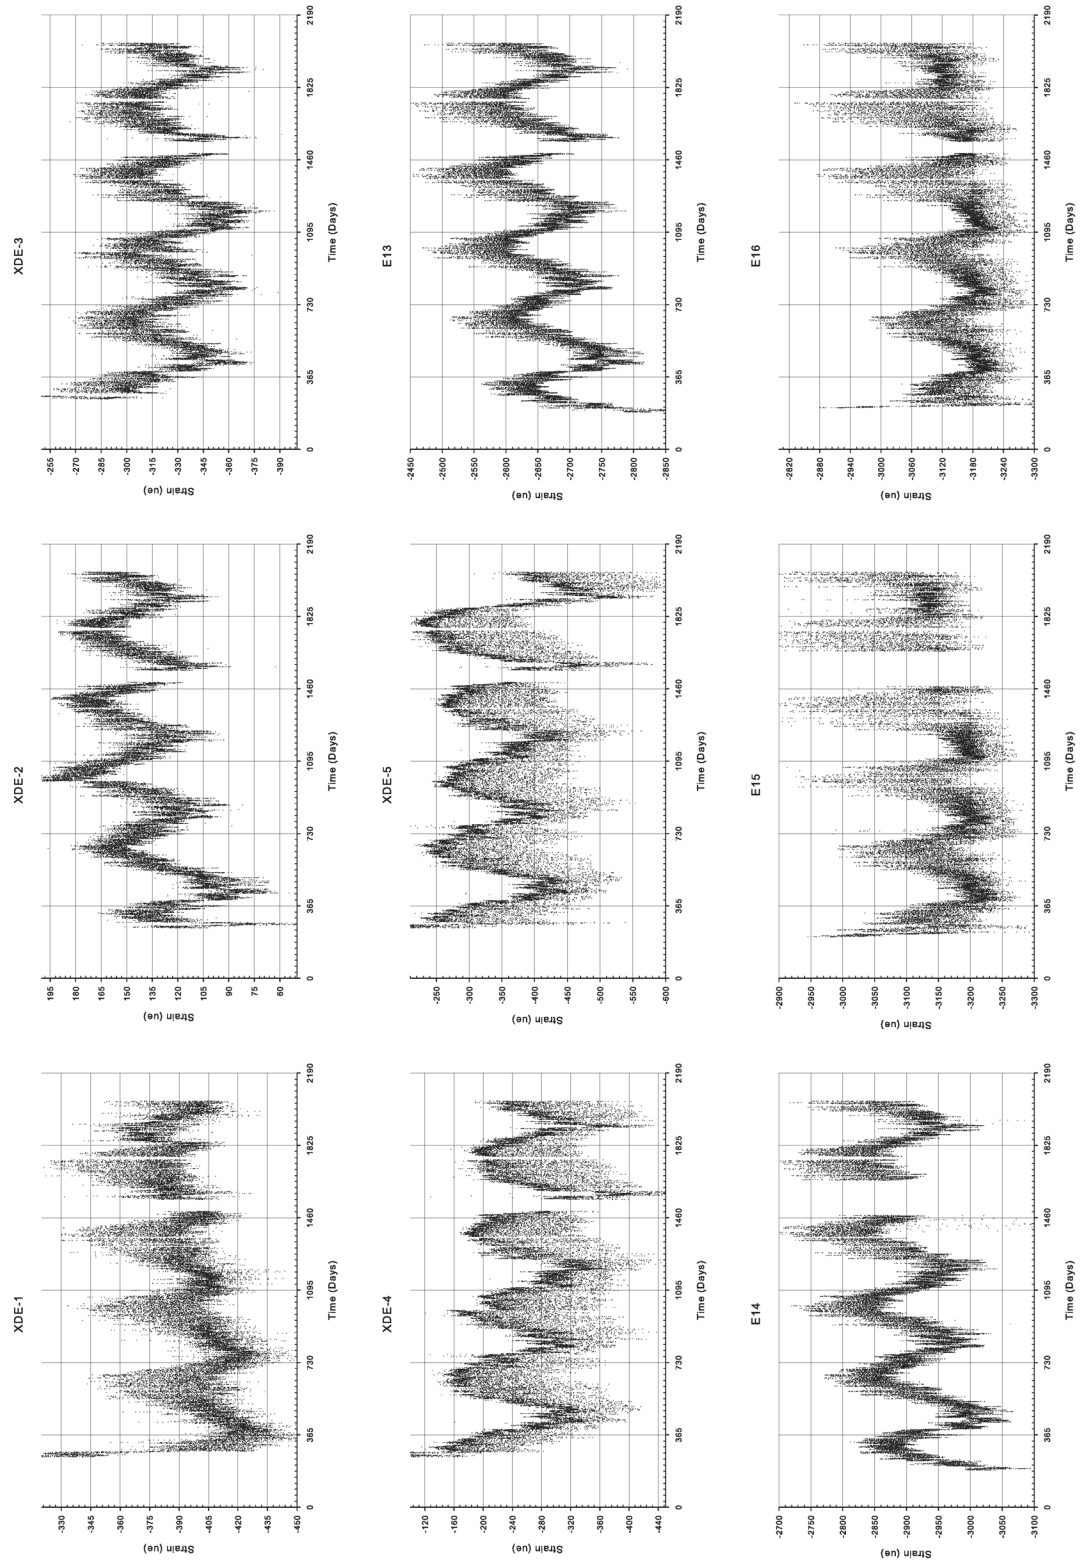 XDE-1
-330
-345
-360
-375
-390
-405
-420
-435
-450
Strain (ue)
0 365 730 1095 1460 1825 2190
Time (Days)
XDE-2
195
180
165
150
135
120
105
90
75
60
Strain (ue)
0 365 730 1095 1460 1825 2190
Time (Days)
XDE-3
-255
-270
-285
-300
-315
-330
-345
-360
-375
-390
Strain (ue)
0 365 730 1095 1460 1825 2190
Time (Days)
XDE-4
-120
-160
-200
-240
-280
-320
-360
-400
-440
Strain (ue)
0 365 730 1095 1460 1825 2190
Time (Days)
XDE-5
-250
-300
-350
-400
-450
-500
-550
-600
Strain (ue)
0 365 730 1095 1460 1825 2190
Time (Days)
E13
-2450
-2500
-2550
-2600
-2650
-2700
-2750
-2800
-2850
Strain (ue)
0 365 730 1095 1460 1825 2190
Time (Days)
E14
-2700
-2750
-2800
-2850
-2900
-2950
-3000
-3050
-3100
Strain (ue)
0 365 730 1095 1460 1825 2190
Time (Days)
E15
-2900
-2950
-3000
-3050
-3100
-3150
-3200
-3250
-3300
Strain (ue)
0 365 730 1095 1460 1825 2190
Time (Days)
E16
-2820
-2880
-2940
-3000
-3060
-3120
-3180
-3240
-3300
Strain (ue)
0 365 730 1095 1460 1825 2190
Time (Days)